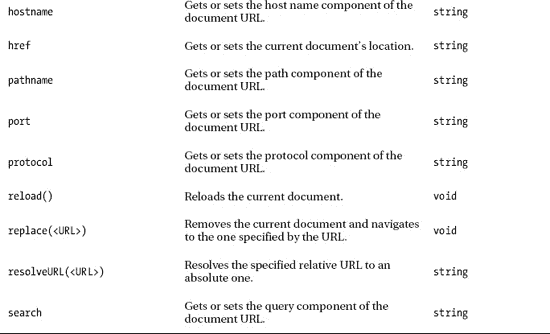 hostname Gets or sets the host name component of the string
document URL.
href Gets or sets the current document's location. string
pathname Gets or sets the path component of the string
document URL.
port Gets or sets the port component of the string
document URL.
protocol Gets or sets the protocol component of the string
document URL.
reload() Reloads the current document. void
replace(<URL>) Removes the current document and navigates void
to the one specified by the URL.
resolveURL(<URL>) Resolves the specified relative URL to an string
absolute one.
search Gets or sets the query component of the string
document URL.